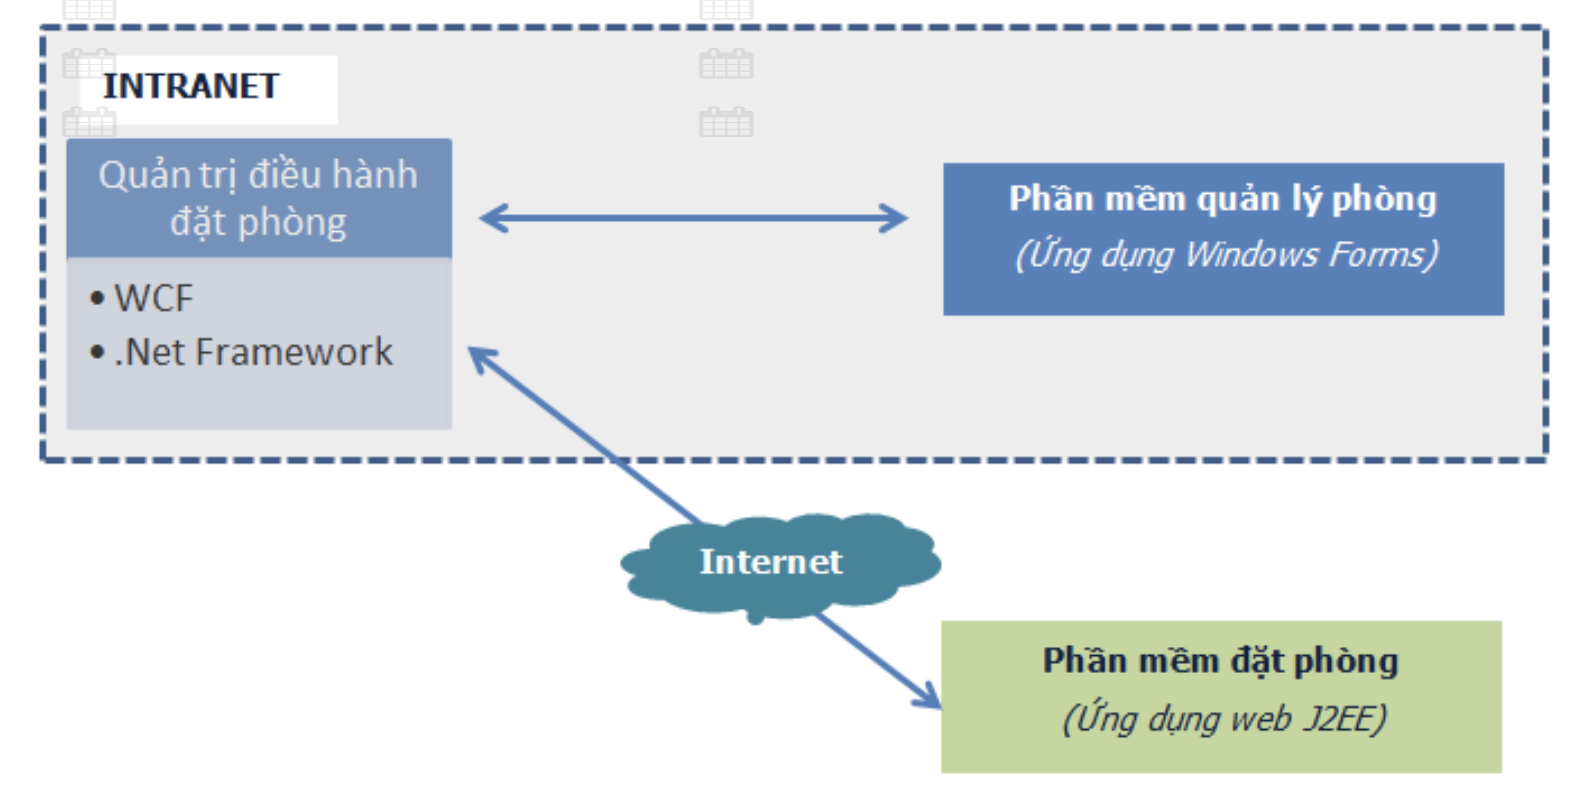 INTRANET
Quản trị điều hành
đặt phòng
• WCF
• .Net Framework
Phần mềm quản lý phòng
(Ứng dụng Windows Forms)
Internet
Phần mềm đặt phòng
(Ứng dụng web J2EE)